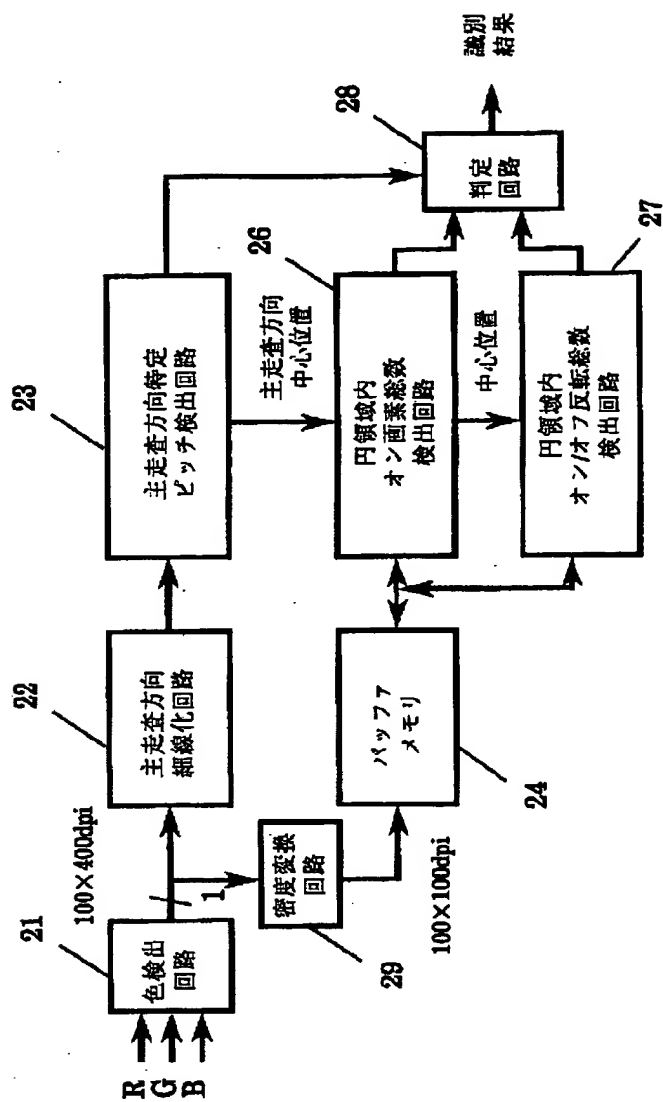 R
G
B
21
色検出
回路
100×400dpi
1
22
主走査方向
細線化回路
23
主走査方向特定
ピッチ検出回路
29
密度変換
回路
100×100dpi
24
バッファ
メモリ
主走査方向
中心位置
26
円領域内
オン画素総数
検出回路
中心位置
円領域内
オン/オフ反転総数
検出回路
27
28
判定
回路
識別
結果